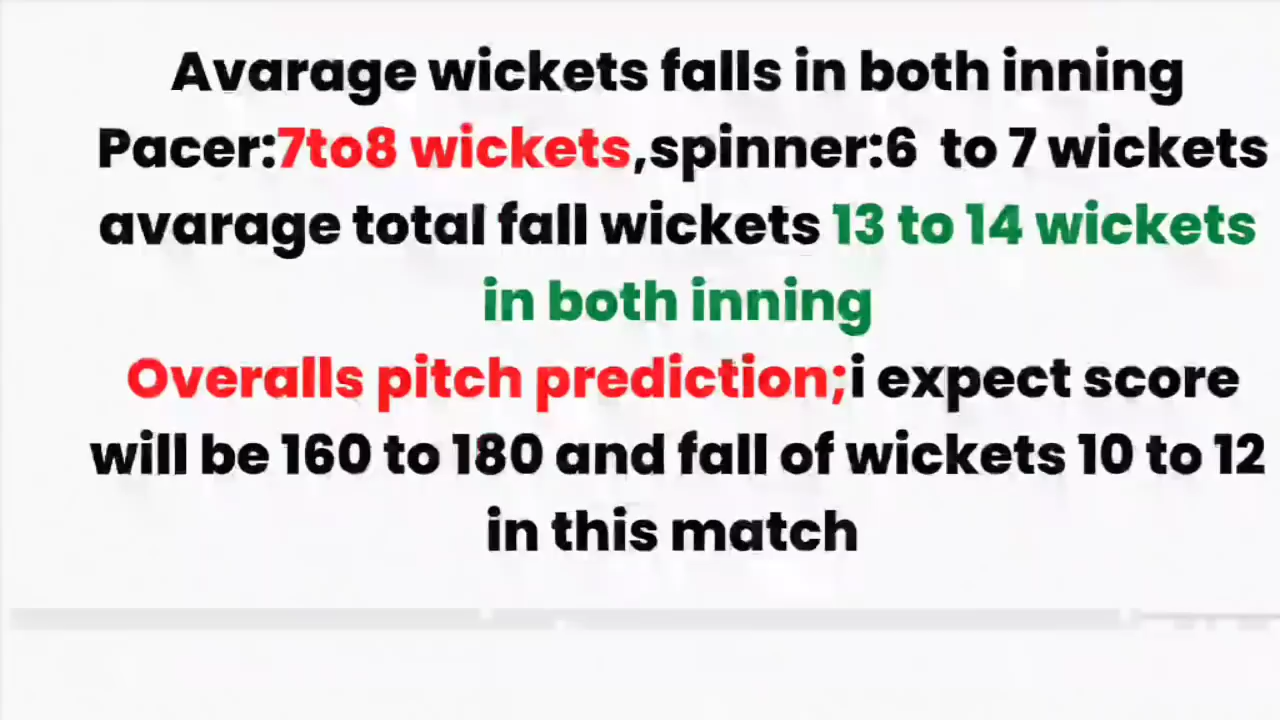 Avarage wickets falls in both inning
Pacer:7to8 wickets,spinner:6 to 7 wickets
avarage total fall wickets 13 to 14 wickets
in both inning
Overalls pitch prediction;i expect score
will be 160 to 180 and fall of wickets 10 to 12
in this match